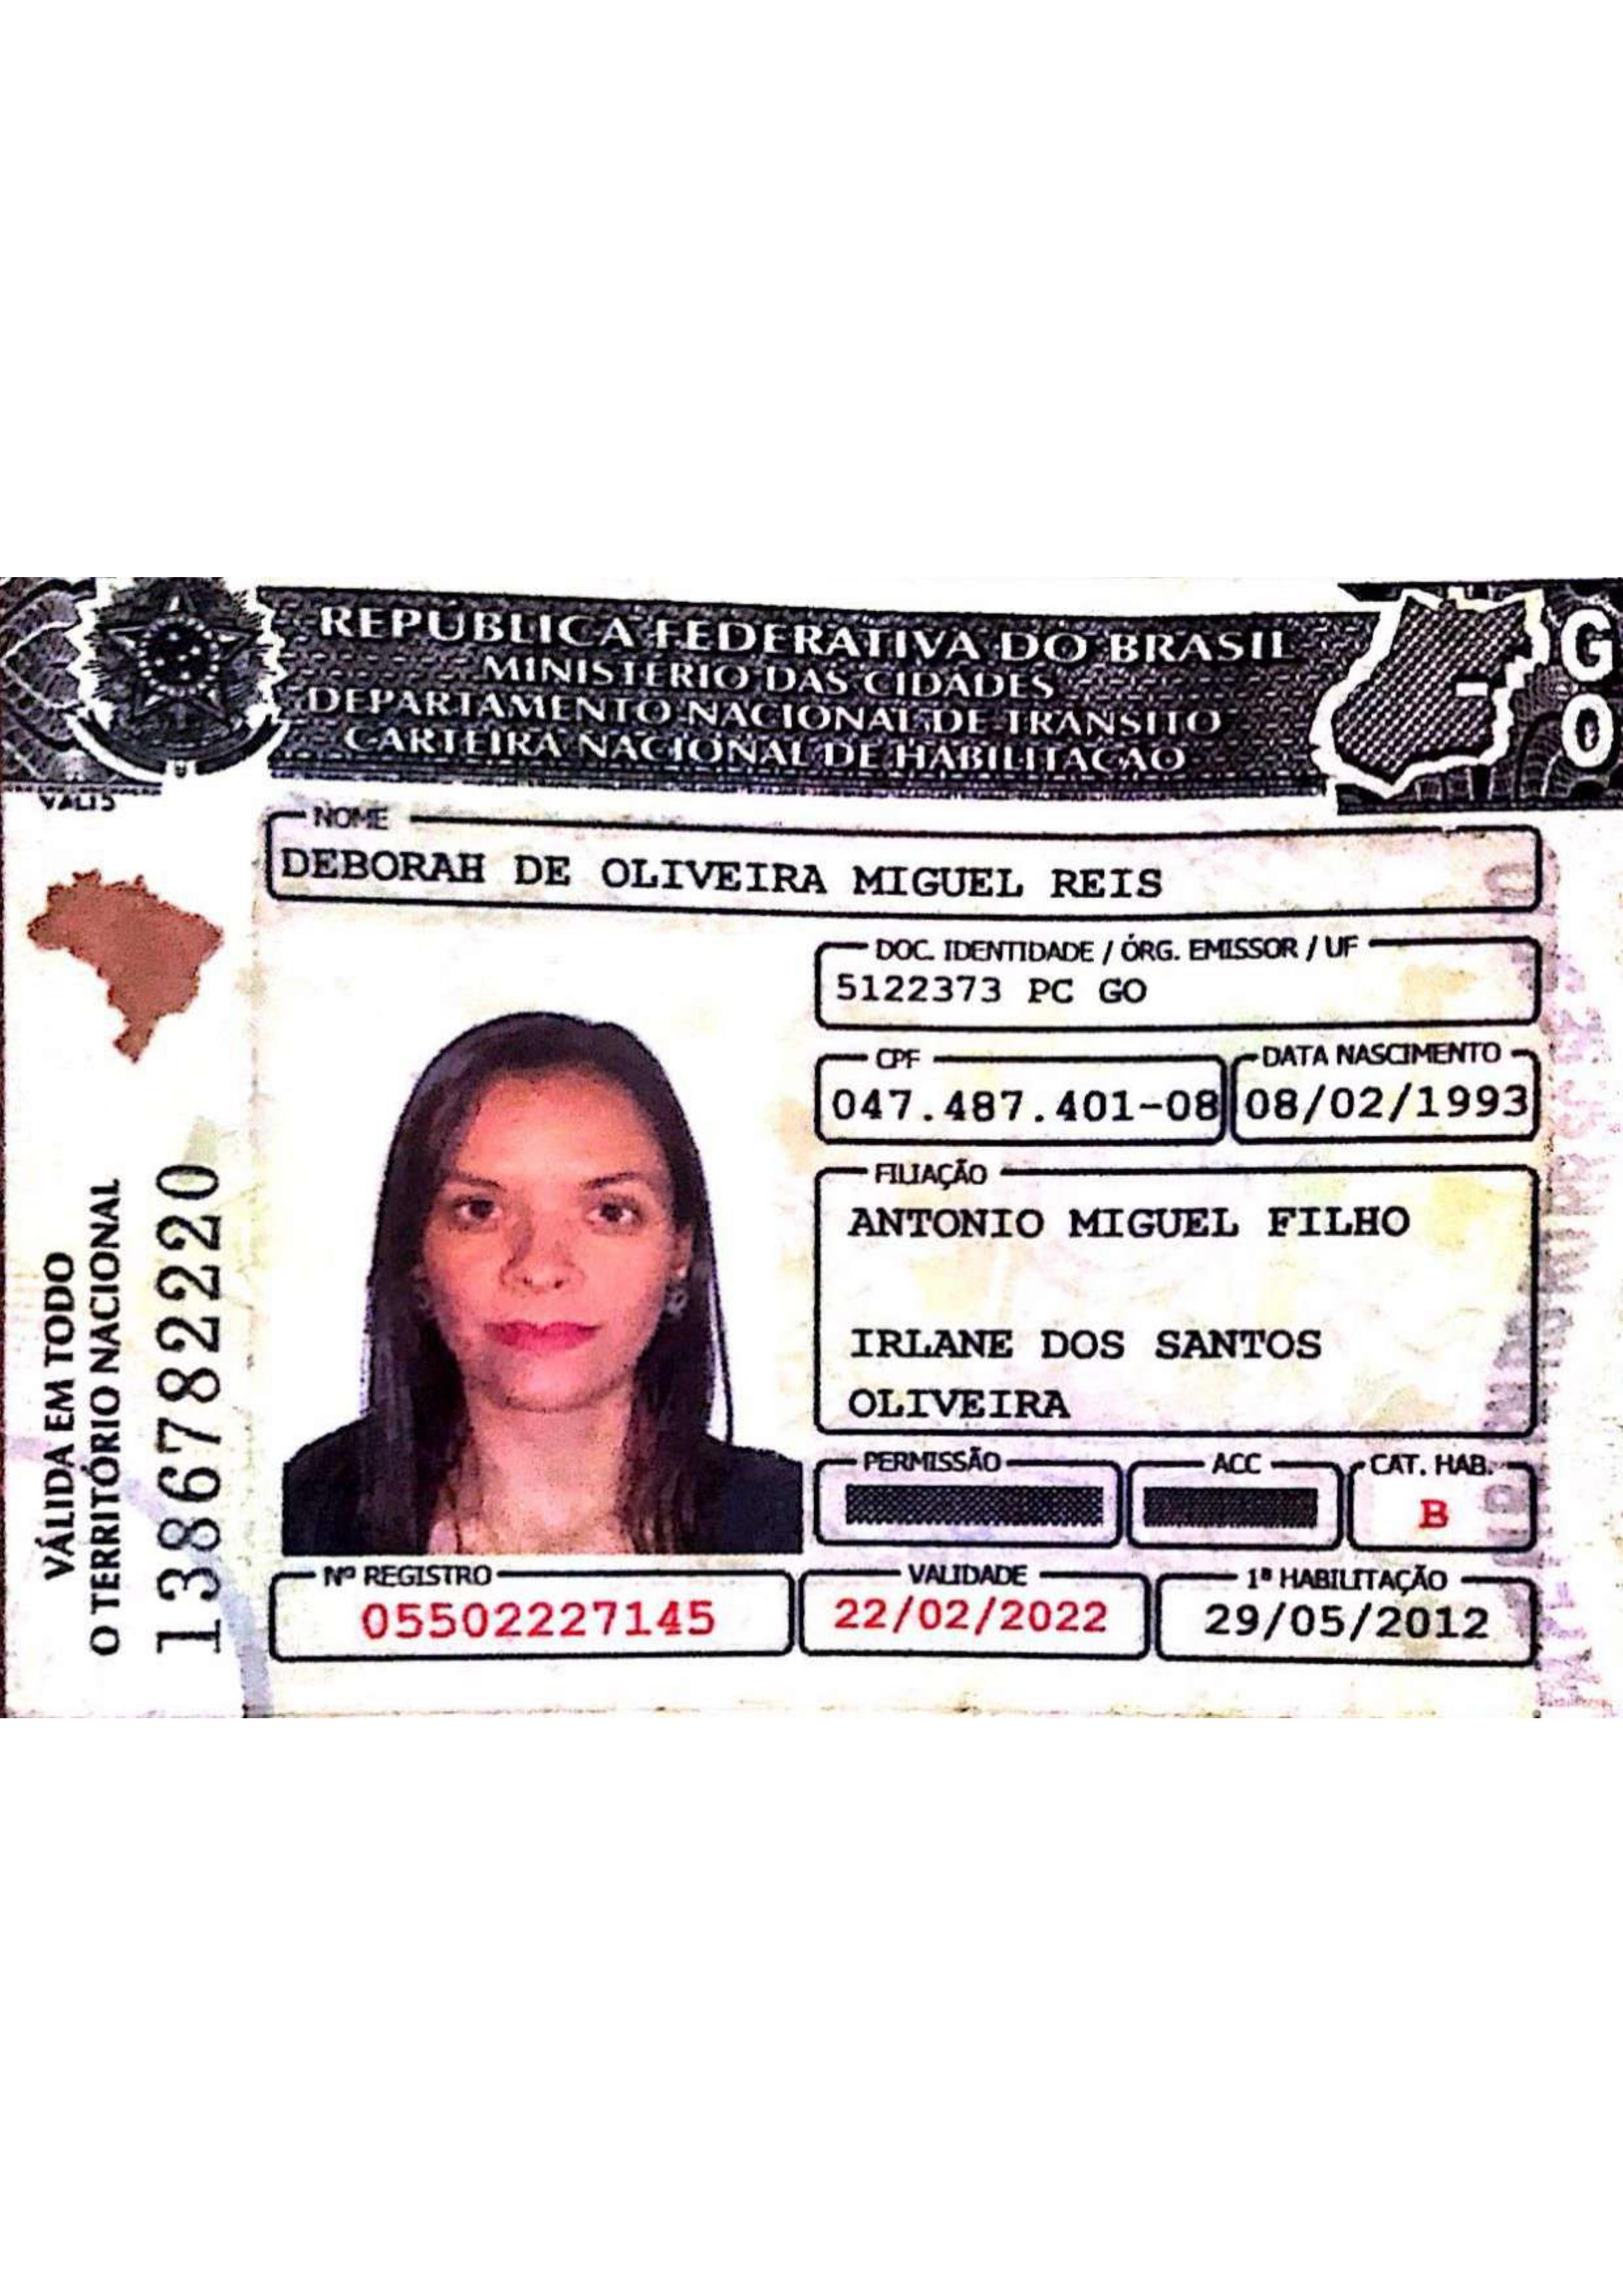 REPÚBLICA FEDERATIVA DO BRASIL
MINISTÉRIO DAS CIDADES
DEPARTAMENTO NACIONAL DE TRÂNSITO
CARTEIRA NACIONAL DE HABILITAÇÃO
GO
NOME
DEBORAH DE OLIVEIRA MIGUEL REIS
DOC. IDENTIDADE / ÓRG. EMISSOR / UF
5122373 PC GO
CPF
047.487.401-08
DATA NASCIMENTO
08/02/1993
FILIAÇÃO
ANTONIO MIGUEL FILHO
IRLANE DOS SANTOS
OLIVEIRA
PERMISSÃO
ACC
CAT. HAB.
B
Nº REGISTRO
05502227145
VALIDADE
22/02/2022
1ª HABILITAÇÃO
29/05/2012
VÁLIDA EM TODO
O TERRITÓRIO NACIONAL
1386782220